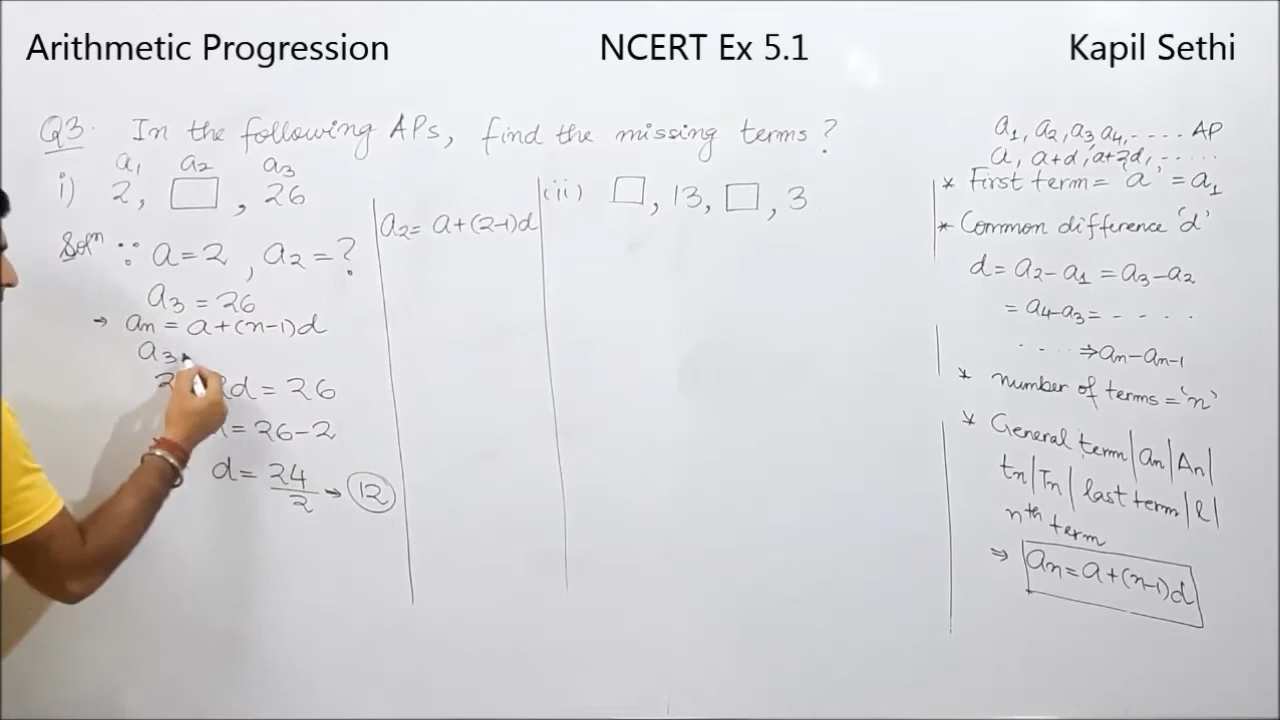 Arithmetic Progression NCERT Ex 5.1 Kapil Sethi
Q3. In the following APs, find the missing terms?
a₁ a₂ a₃
i) 2, □, 26
Solⁿ ∵ a=2, a₂=?
a₃ = 26
→ an = a+(n-1)d
a₃
2d = 26
= 26-2
d = 24/2 → 12
a₂ = a+(2-1)d
(ii) □, 13, □, 3
a₁, a₂, a₃, a₄, .... AP
a, a+d, a+2d, .....
* First term = 'a' = a₁
* Common difference 'd'
d = a₂-a₁ = a₃-a₂
= a₄-a₃ = - - - .
. . . . ⇒ an-an-1
* number of terms = 'n'
* General term|an|An|
tn|Tn|last term|l|
nth term
⇒ an = a+(n-1)d